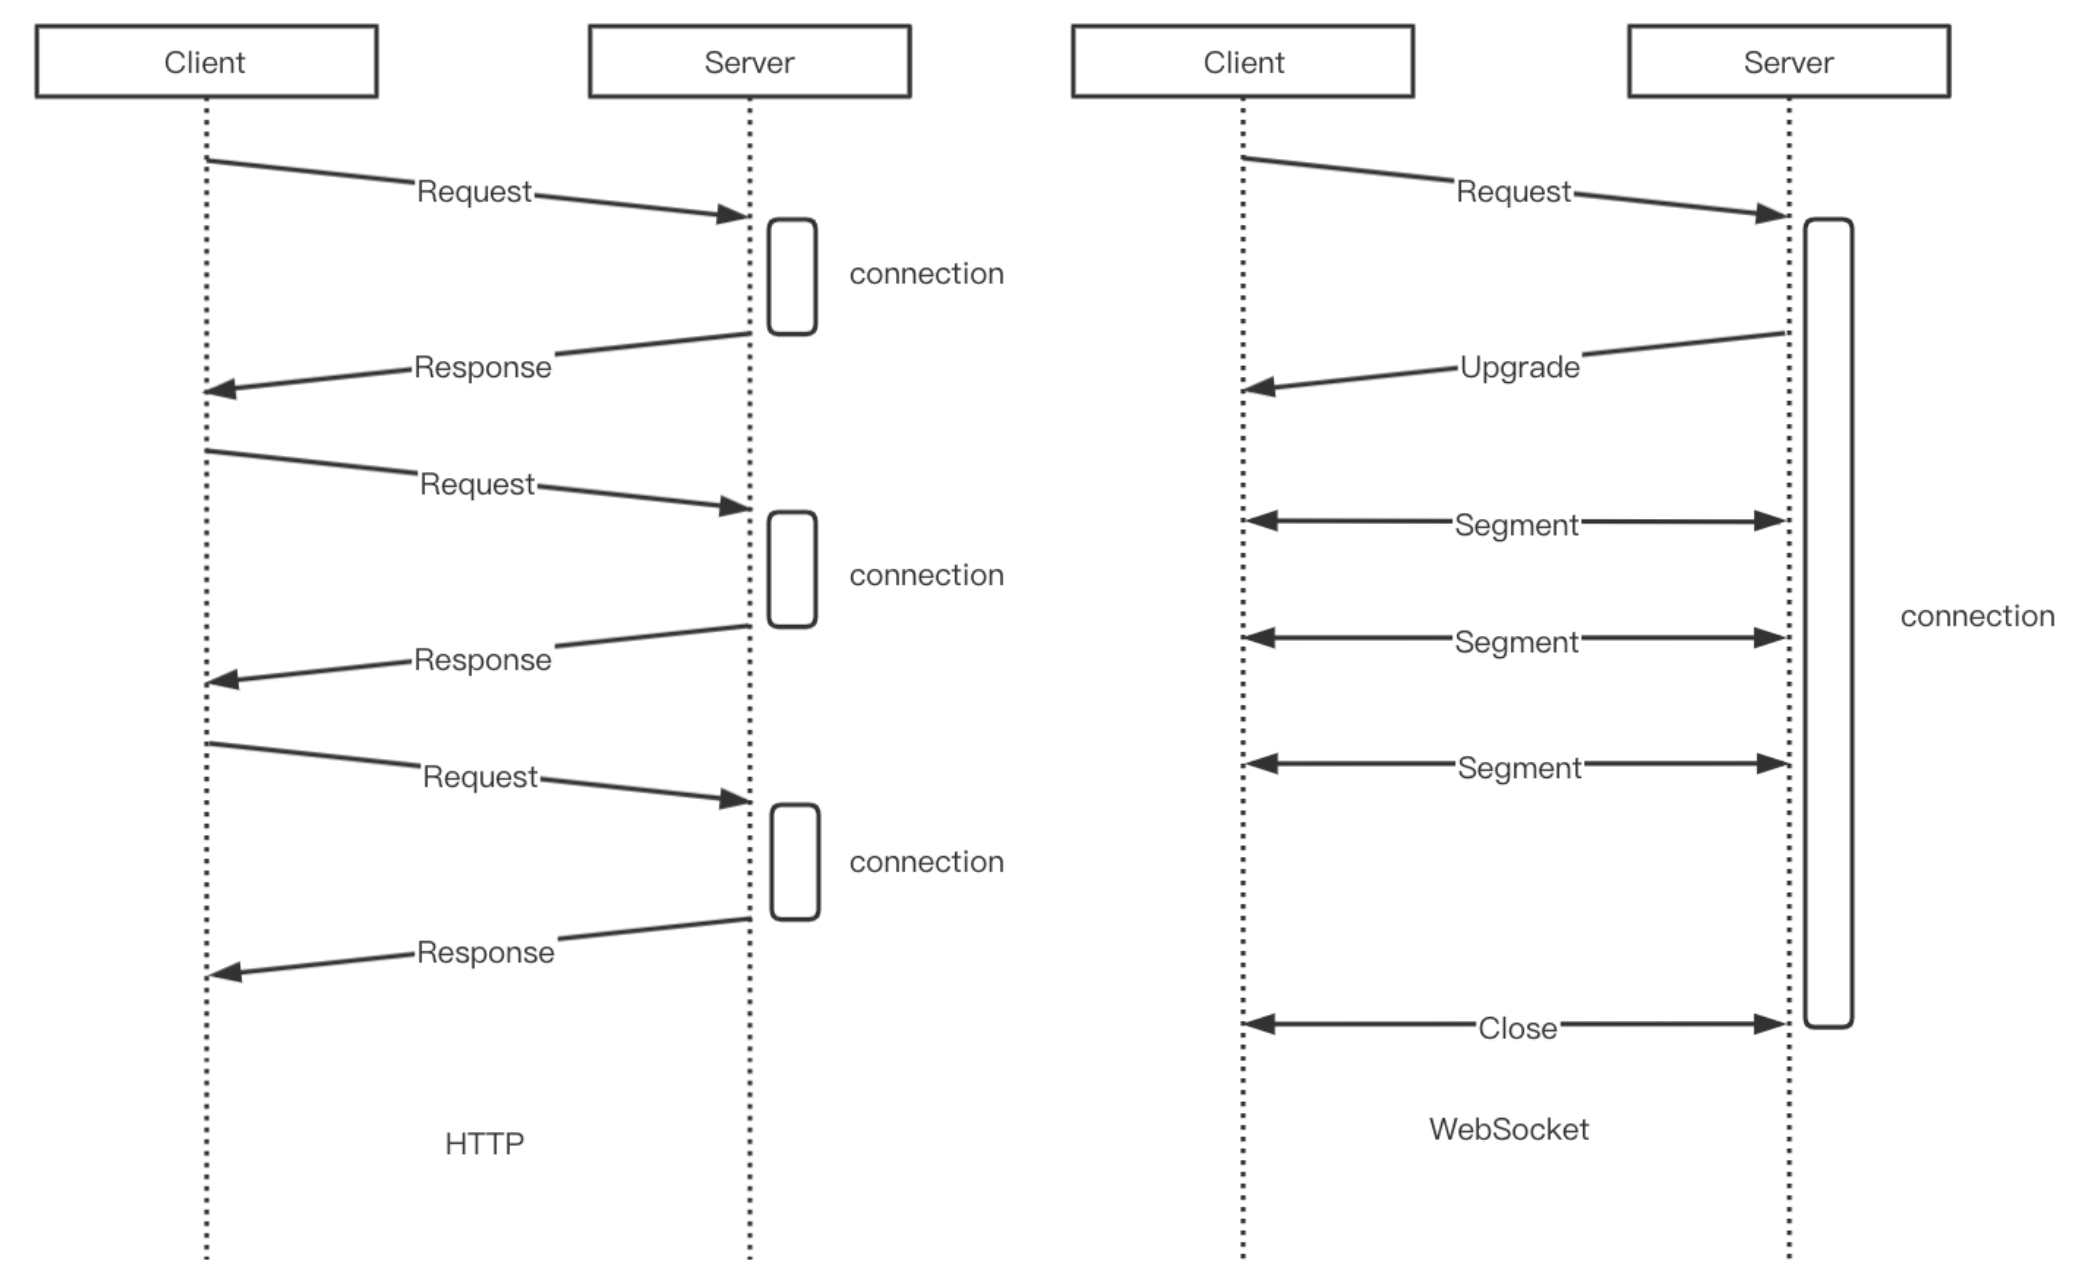 Client
Server
Request
connection
Response
Request
connection
Response
Request
connection
Response
HTTP
Client
Server
Request
Upgrade
Segment
Segment
connection
Segment
Close
WebSocket